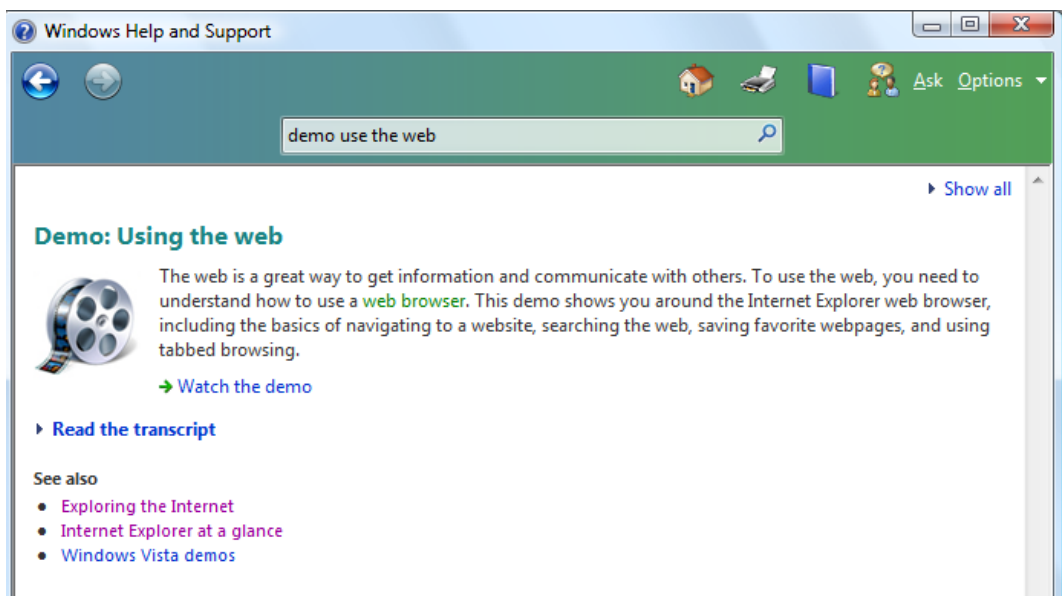 Windows Help and Support
Ask Options
demo use the web
Show all
Demo: Using the web
The web is a great way to get information and communicate with others. To use the web, you need to
understand how to use a web browser. This demo shows you around the Internet Explorer web browser,
including the basics of navigating to a website, searching the web, saving favorite webpages, and using
tabbed browsing.
Watch the demo
Read the transcript
See also
• Exploring the Internet
• Internet Explorer at a glance
• Windows Vista demos